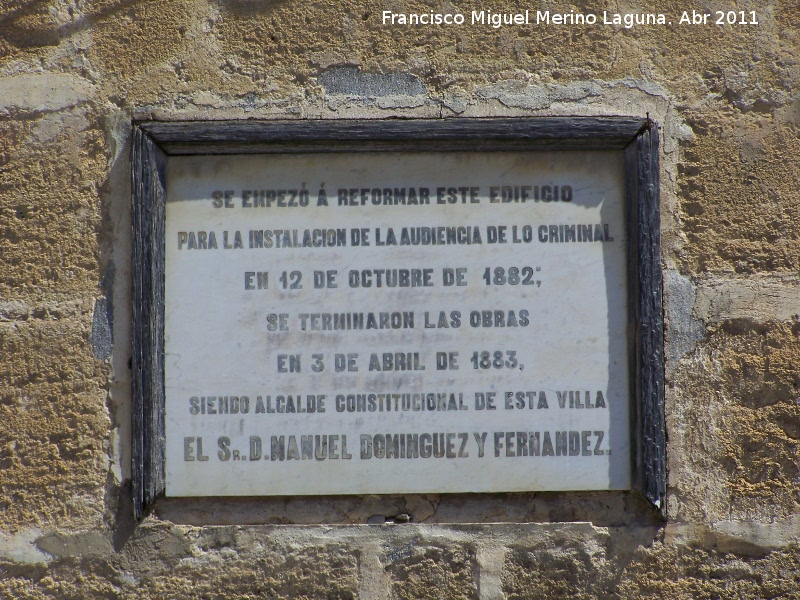 Francisco Miguel Merino Laguna. Apr 2011
SE EMPEZÓ Á REFORMAR ESTE EDIFICIO
PARA LA INSTALACION DE LA AUDIENCIA DE LO CRIMINAL
EN 12 DE OCTUBRE DE 1882;
SE TERMINARON LAS OBRAS
EN 3 DE ABRIL DE 1883,
SIENDO ALCALDE CONSTITUCIONAL DE ESTA VILLA
EL SR. D. MANUEL DOMINGUEZ Y FERNANDEZ.